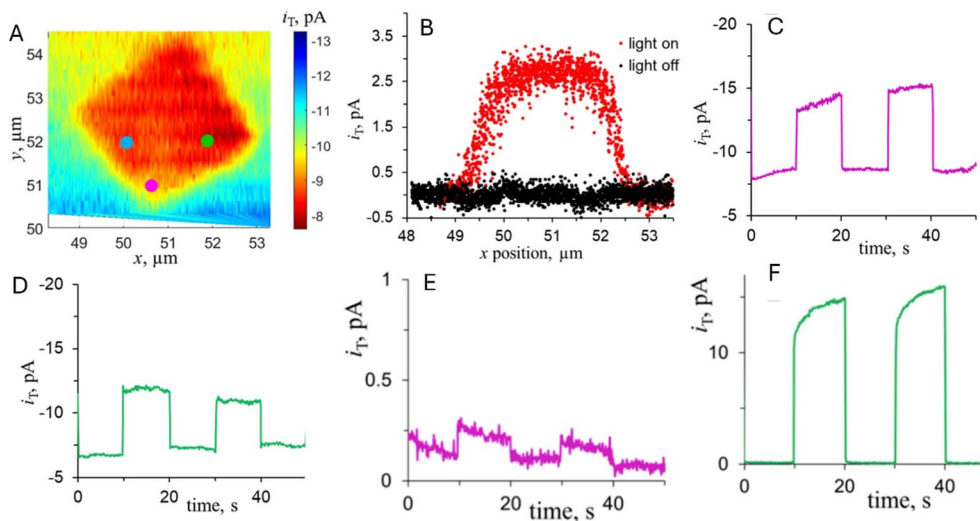 A
iT, pA
y, µm
54
53
52
51
50
49 50 51 52 53
x, µm
-13
-12
-11
-10
-9
-8
B
iT, pA
3.5
2.5
1.5
0.5
-0.5
light on
light off
48 49 50 51 52 53
x position, µm
C
iT, pA
-20
-15
-10
-5
0 20 40
time, s
D
iT, pA
-20
-15
-10
-5
0 20 40
time, s
E
iT, pA
1
0.5
0
0 20 40
time, s
F
iT, pA
10
0
0 20 40
time, s